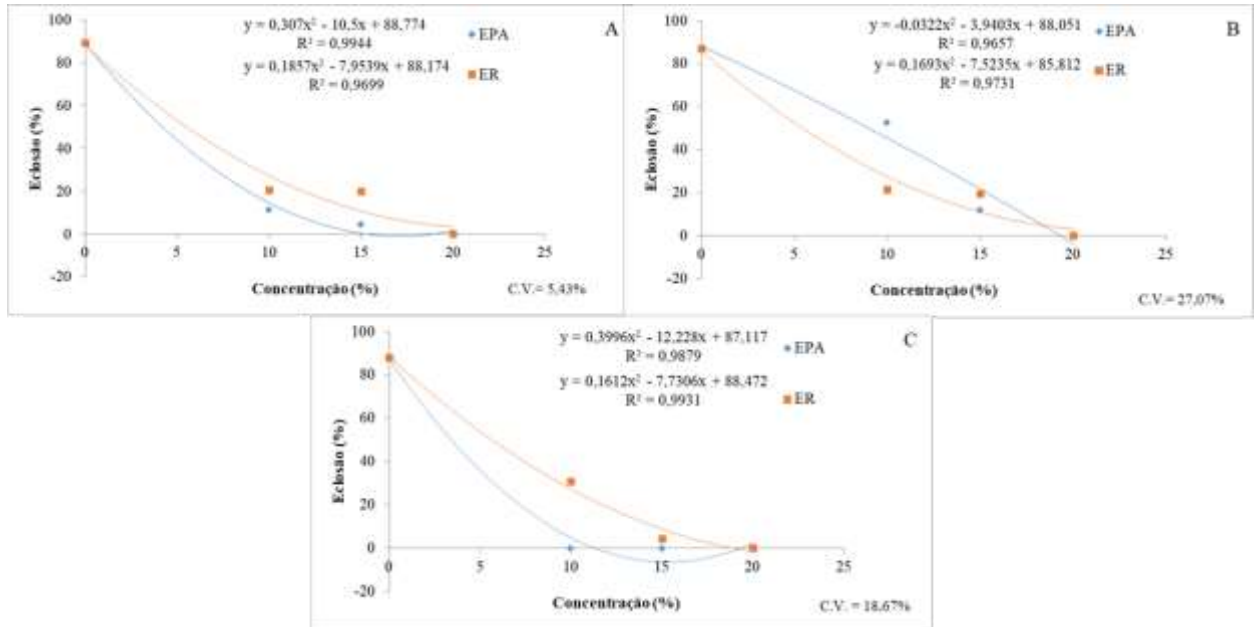 A
y = 0,307x² - 10,5x + 88,774
R² = 0,9944
EPA
y = 0,1857x² - 7,9539x + 88,174
R² = 0,9699
ER
100
80
60
40
20
0
-20
Eclosão (%)
0 5 10 15 20 25
Concentração (%)
C.V.= 5,43%
B
y = -0,0322x² - 3,9403x + 88,051
R² = 0,9657
EPA
y = 0,1693x² - 7,5235x + 85,812
R² = 0,9731
ER
100
80
60
40
20
0
-20
Eclosão (%)
0 5 10 15 20 25
Concentração (%)
C.V.= 27,07%
C
y = 0,3996x² - 12,228x + 87,117
R² = 0,9879
EPA
y = 0,1612x² - 7,7306x + 88,472
R² = 0,9931
ER
100
80
60
40
20
0
-20
Eclosão (%)
0 5 10 15 20 25
Concentração (%)
C.V. = 18,67%